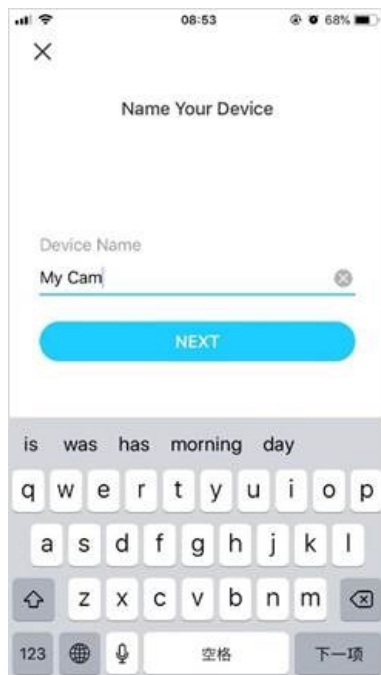 08:53 68%
Name Your Device
Device Name
My Cam
NEXT
is was has morning day
q w e r t y u i o p
a s d f g h j k l
z x c v b n m
123 空格 下一项